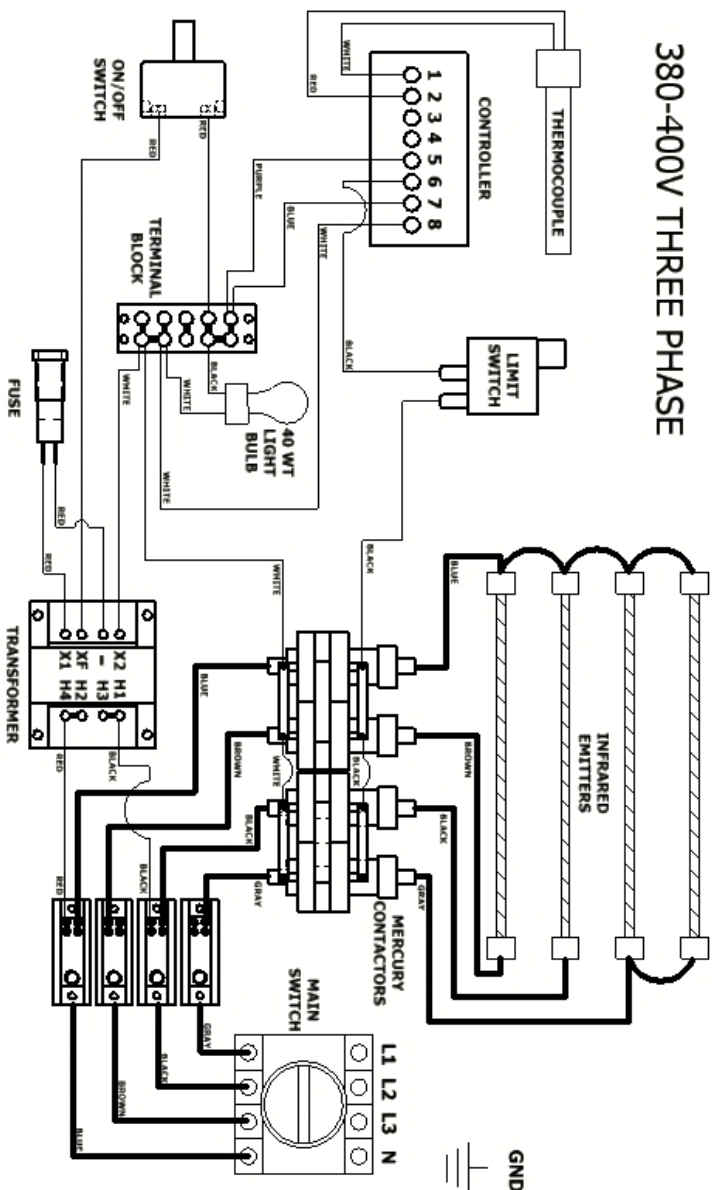 380-400V THREE PHASE
THERMOCOUPLE
WHITE
RED
CONTROLLER
1 2 3 4 5 6 7 8
ON/OFF
SWITCH
RED
RED
PURPLE
BLUE
WHITE
TERMINAL
BLOCK
LIMIT
SWITCH
BLACK
BLACK
WHITE
BLACK
WHITE
40 WT
LIGHT
BULB
WHITE
FUSE
RED
RED
WHITE
BLACK
BLUE
TRANSFORMER
X1 H4
XF H2
- H3
X2 H1
RED
BLACK
BLUE
BROWN
WHITE
BLACK
BLACK
GRAY
BROWN
BLACK
GRAY
INFRARED
EMITTERS
MERCURY
CONTACTORS
RED
BLACK
MAIN
SWITCH
GRAY
BLACK
BROWN
BLUE
L1 L2 L3 N
GND